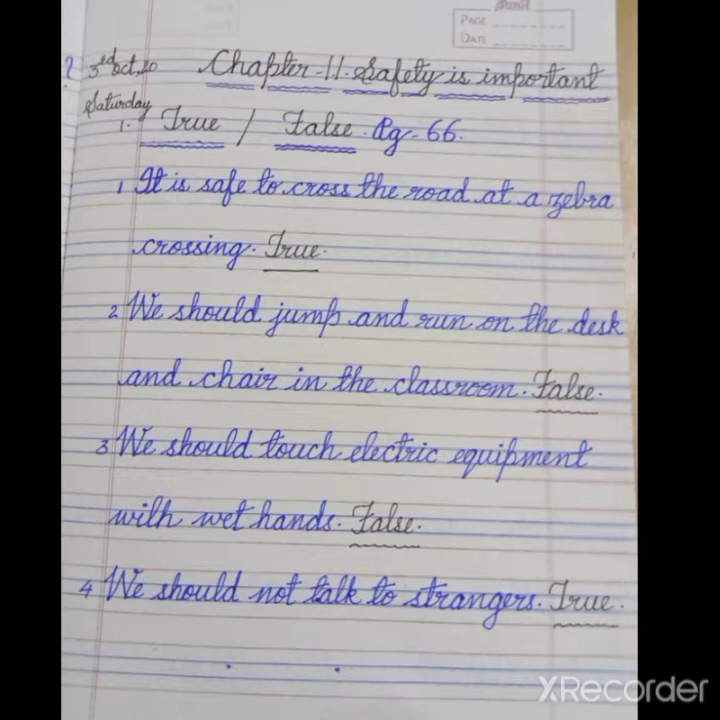 PAGE
DATE
3rd Oct, 20 Chapter-11. Safety is important
Saturday
1. True / False. Pg-66.
1 It is safe to cross the road at a zebra
crossing. True.
2 We should jump and run on the desk
and chair in the classroom. False.
3 We should touch electric equipment
with wet hands. False.
4 We should not talk to strangers. True.
XRecorder